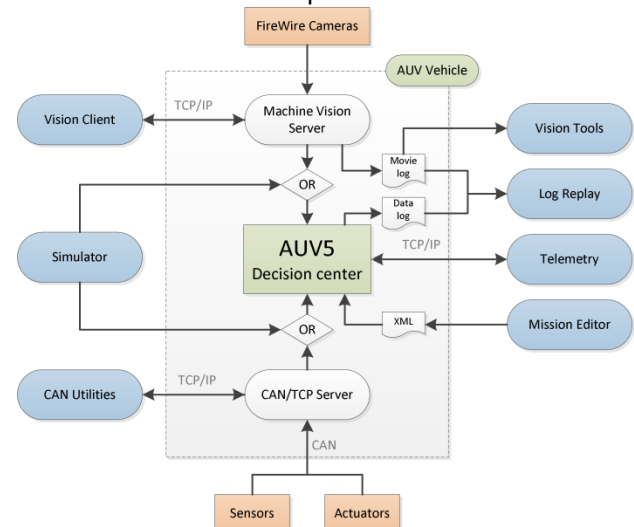 FireWire Cameras
AUV Vehicle
TCP/IP
Vision Client
Machine Vision
Server
Vision Tools
Movie
log
OR
Log Replay
Data
log
AUV5
Decision center
TCP/IP
Simulator
Telemetry
OR
XML
Mission Editor
TCP/IP
CAN Utilities
CAN/TCP Server
CAN
Sensors
Actuators